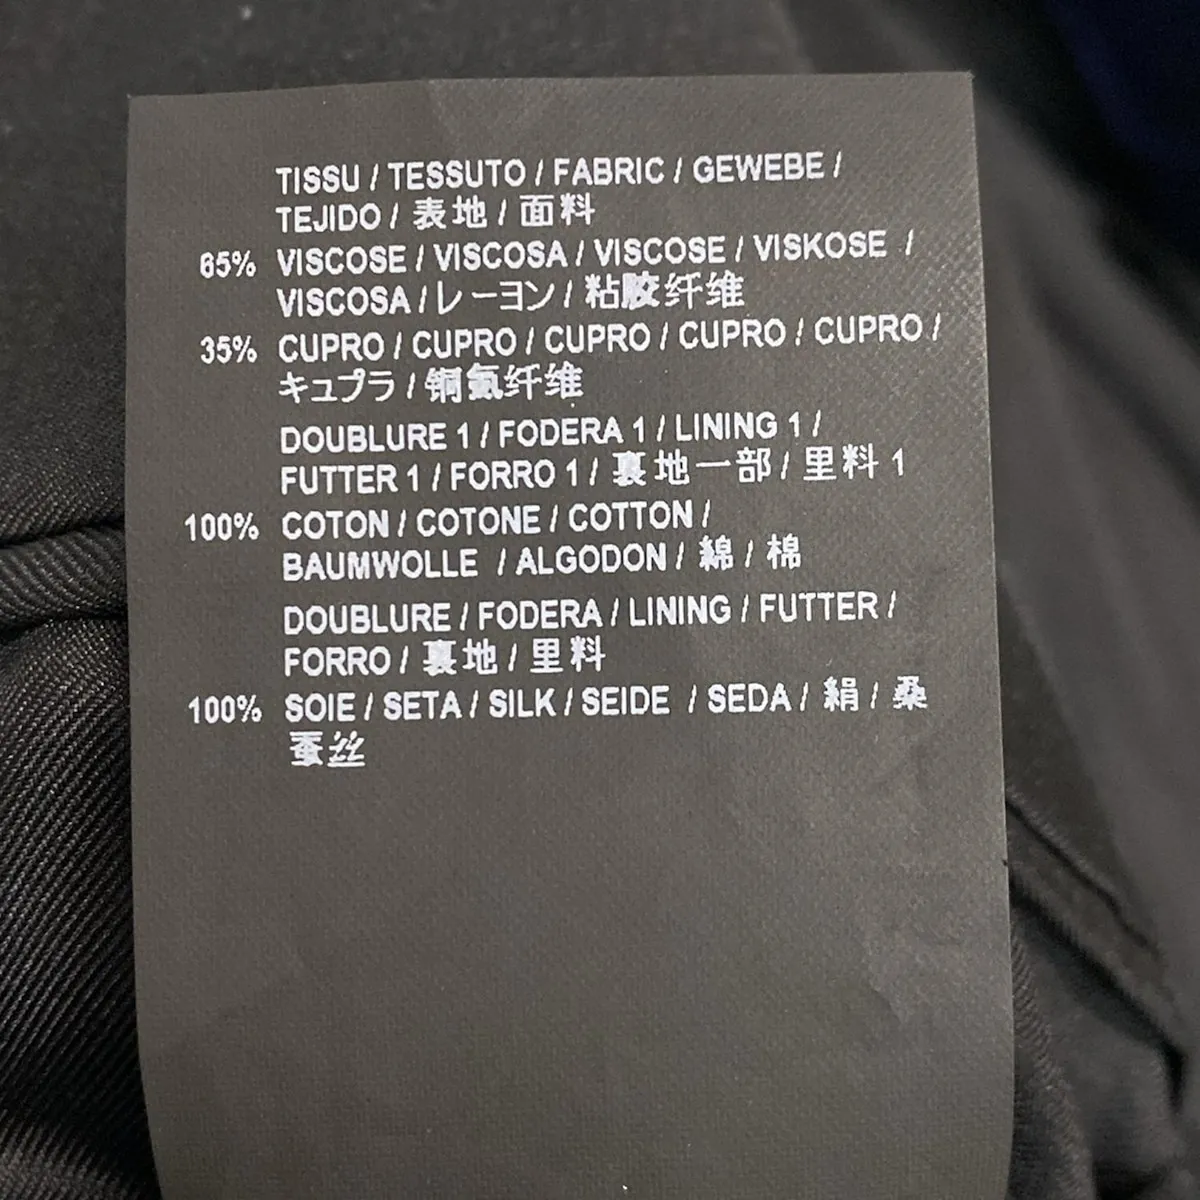 TISSU / TESSUTO / FABRIC / GEWEBE /
TEJIDO / 表地 / 面料
65% VISCOSE / VISCOSA / VISCOSE / VISKOSE /
VISCOSA / レーヨン / 粘胶纤维
35% CUPRO / CUPRO / CUPRO / CUPRO / CUPRO /
キュプラ / 铜氨纤维
DOUBLURE 1 / FODERA 1 / LINING 1 /
FUTTER 1 / FORRO 1 / 裏地一部 / 里料 1
100% COTON / COTONE / COTTON /
BAUMWOLLE / ALGODON / 綿 / 棉
DOUBLURE / FODERA / LINING / FUTTER /
FORRO / 裏地 / 里料
100% SOIE / SETA / SILK / SEIDE / SEDA / 絹 / 桑
蚕丝